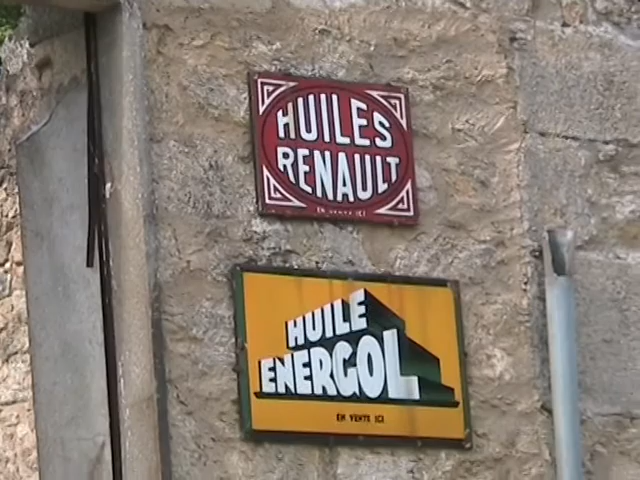 HUILES
RENAULT
EN VENTE ICI
HUILE
ENERGOL
EN VENTE ICI